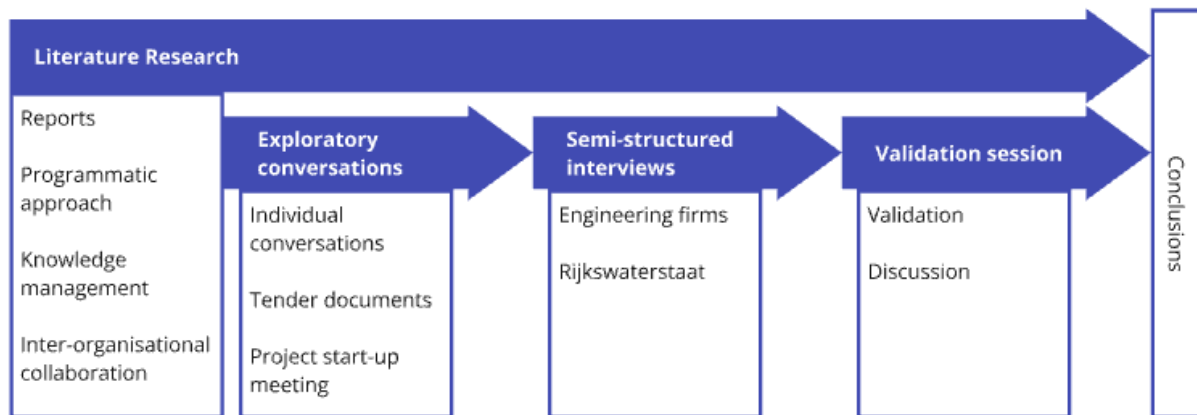 Literature Research
Reports
Programmatic
approach
Knowledge
management
Inter-organisational
collaboration
Exploratory
conversations
Individual
conversations
Tender documents
Project start-up
meeting
Semi-structured
interviews
Engineering firms
Rijkswaterstaat
Validation session
Validation
Discussion
Conclusions